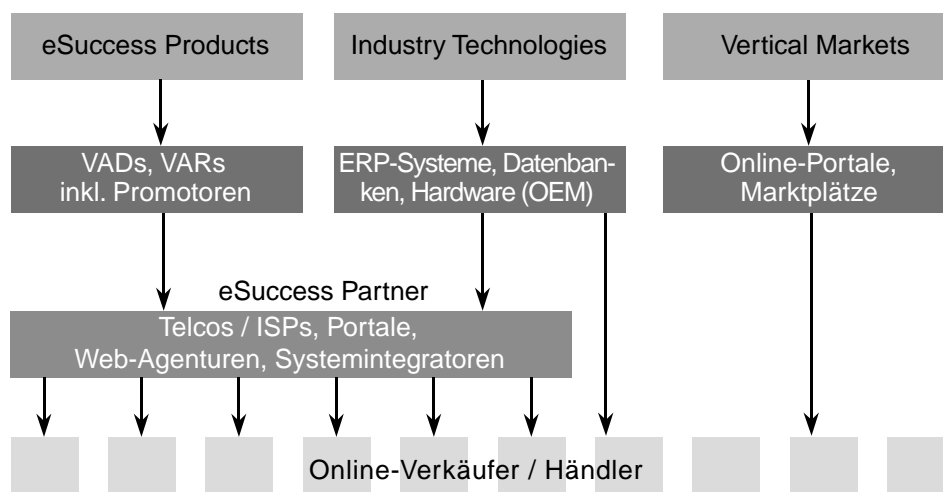 eSuccess Products
Industry Technologies
Vertical Markets
VADs, VARs
inkl. Promotoren
ERP-Systeme, Datenban-
ken, Hardware (OEM)
Online-Portale,
Marktplätze
eSuccess Partner
Telcos / ISPs, Portale,
Web-Agenturen, Systemintegratoren
Online-Verkäufer / Händler